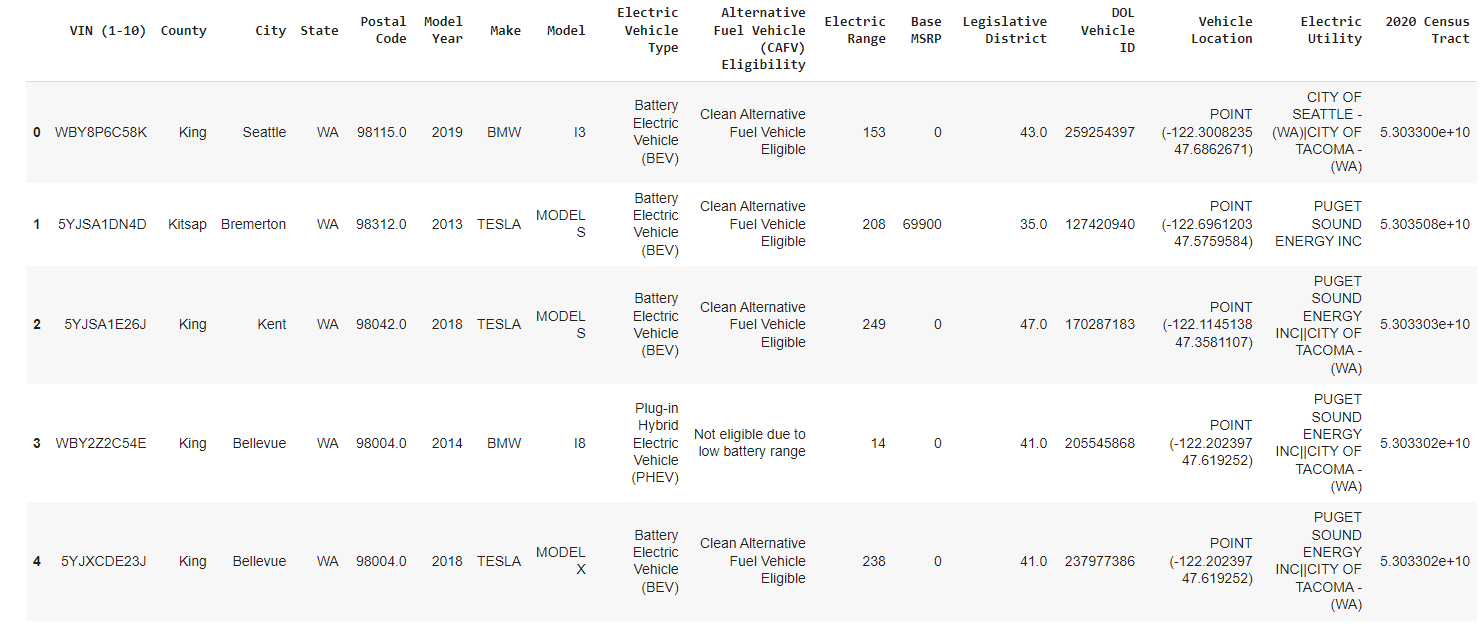 VIN (1-10) County City State Postal Code Model Year Make Model Electric Vehicle Type Alternative Fuel Vehicle (CAFV) Eligibility Electric Range Base MSRP Legislative District DOL Vehicle ID Vehicle Location Electric Utility 2020 Census Tract
0 WBY8P6C58K King Seattle WA 98115.0 2019 BMW I3 Battery Electric Vehicle (BEV) Clean Alternative Fuel Vehicle Eligible 153 0 43.0 259254397 POINT (-122.3008235 47.6862671) CITY OF SEATTLE - (WA)|CITY OF TACOMA - (WA) 5.303300e+10
1 5YJSA1DN4D Kitsap Bremerton WA 98312.0 2013 TESLA MODEL S Battery Electric Vehicle (BEV) Clean Alternative Fuel Vehicle Eligible 208 69900 35.0 127420940 POINT (-122.6961203 47.5759584) PUGET SOUND ENERGY INC 5.303508e+10
2 5YJSA1E26J King Kent WA 98042.0 2018 TESLA MODEL S Battery Electric Vehicle (BEV) Clean Alternative Fuel Vehicle Eligible 249 0 47.0 170287183 POINT (-122.1145138 47.3581107) PUGET SOUND ENERGY INC||CITY OF TACOMA - (WA) 5.303303e+10
3 WBY2Z2C54E King Bellevue WA 98004.0 2014 BMW I8 Plug-in Hybrid Electric Vehicle (PHEV) Not eligible due to low battery range 14 0 41.0 205545868 POINT (-122.202397 47.619252) PUGET SOUND ENERGY INC||CITY OF TACOMA - (WA) 5.303302e+10
4 5YJXCDE23J King Bellevue WA 98004.0 2018 TESLA MODEL X Battery Electric Vehicle (BEV) Clean Alternative Fuel Vehicle Eligible 238 0 41.0 237977386 POINT (-122.202397 47.619252) PUGET SOUND ENERGY INC||CITY OF TACOMA - (WA) 5.303302e+10